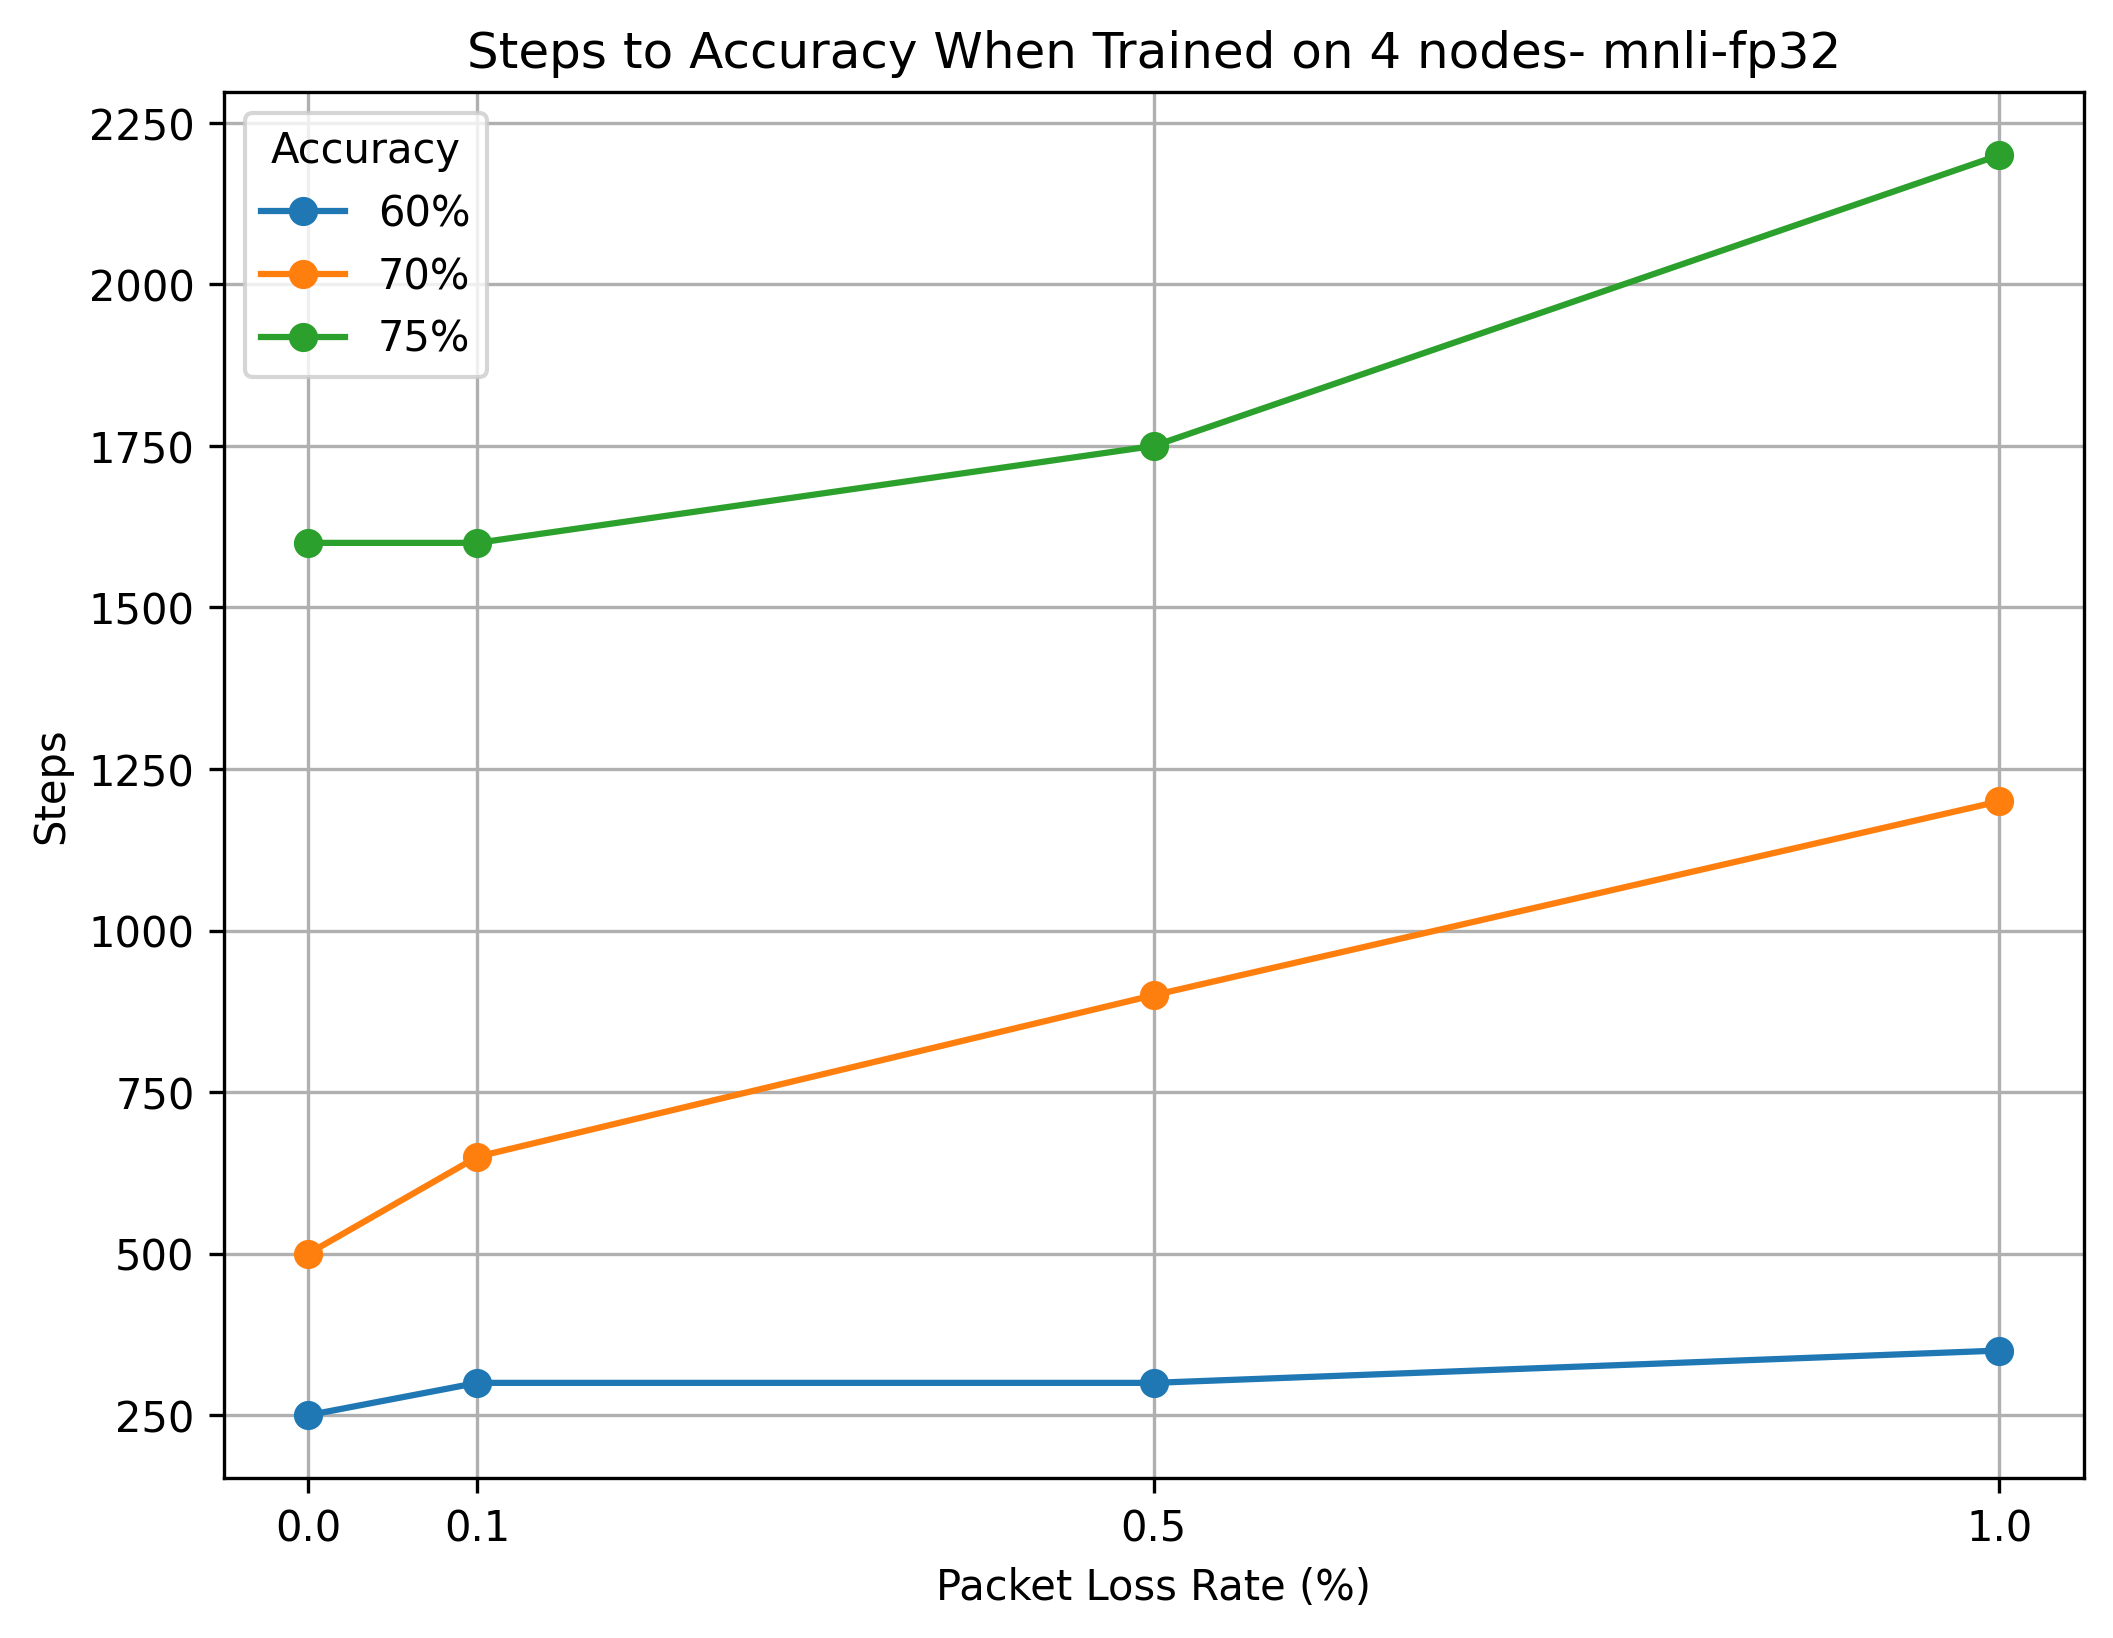 Steps to Accuracy When Trained on 4 nodes- mnli-fp32
2250
2000
1750
1500
1250
1000
750
500
250
Steps
Accuracy
60%
70%
75%
0.0 0.1 0.5 1.0
Packet Loss Rate (%)